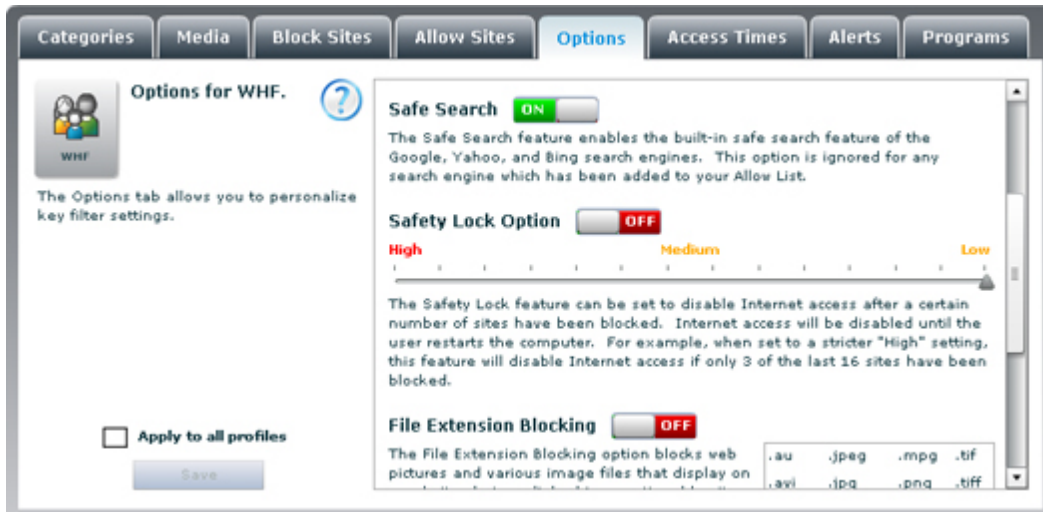 Categories Media Block Sites Allow Sites Options Access Times Alerts Programs
Options for WHF.
?
WHF
The Options tab allows you to personalize
key filter settings.
Apply to all profiles
Save
Safe Search ON
The Safe Search feature enables the built-in safe search feature of the
Google, Yahoo, and Bing search engines. This option is ignored for any
search engine which has been added to your Allow List.
Safety Lock Option OFF
High Medium Low
The Safety Lock feature can be set to disable Internet access after a certain
number of sites have been blocked. Internet access will be disabled until the
user restarts the computer. For example, when set to a stricter "High" setting,
this feature will disable Internet access if only 3 of the last 16 sites have been
blocked.
File Extension Blocking OFF
The File Extension Blocking option blocks web
pictures and various image files that display on
.au .jpeg .mpg .tif
.avi .jpg .png .tiff